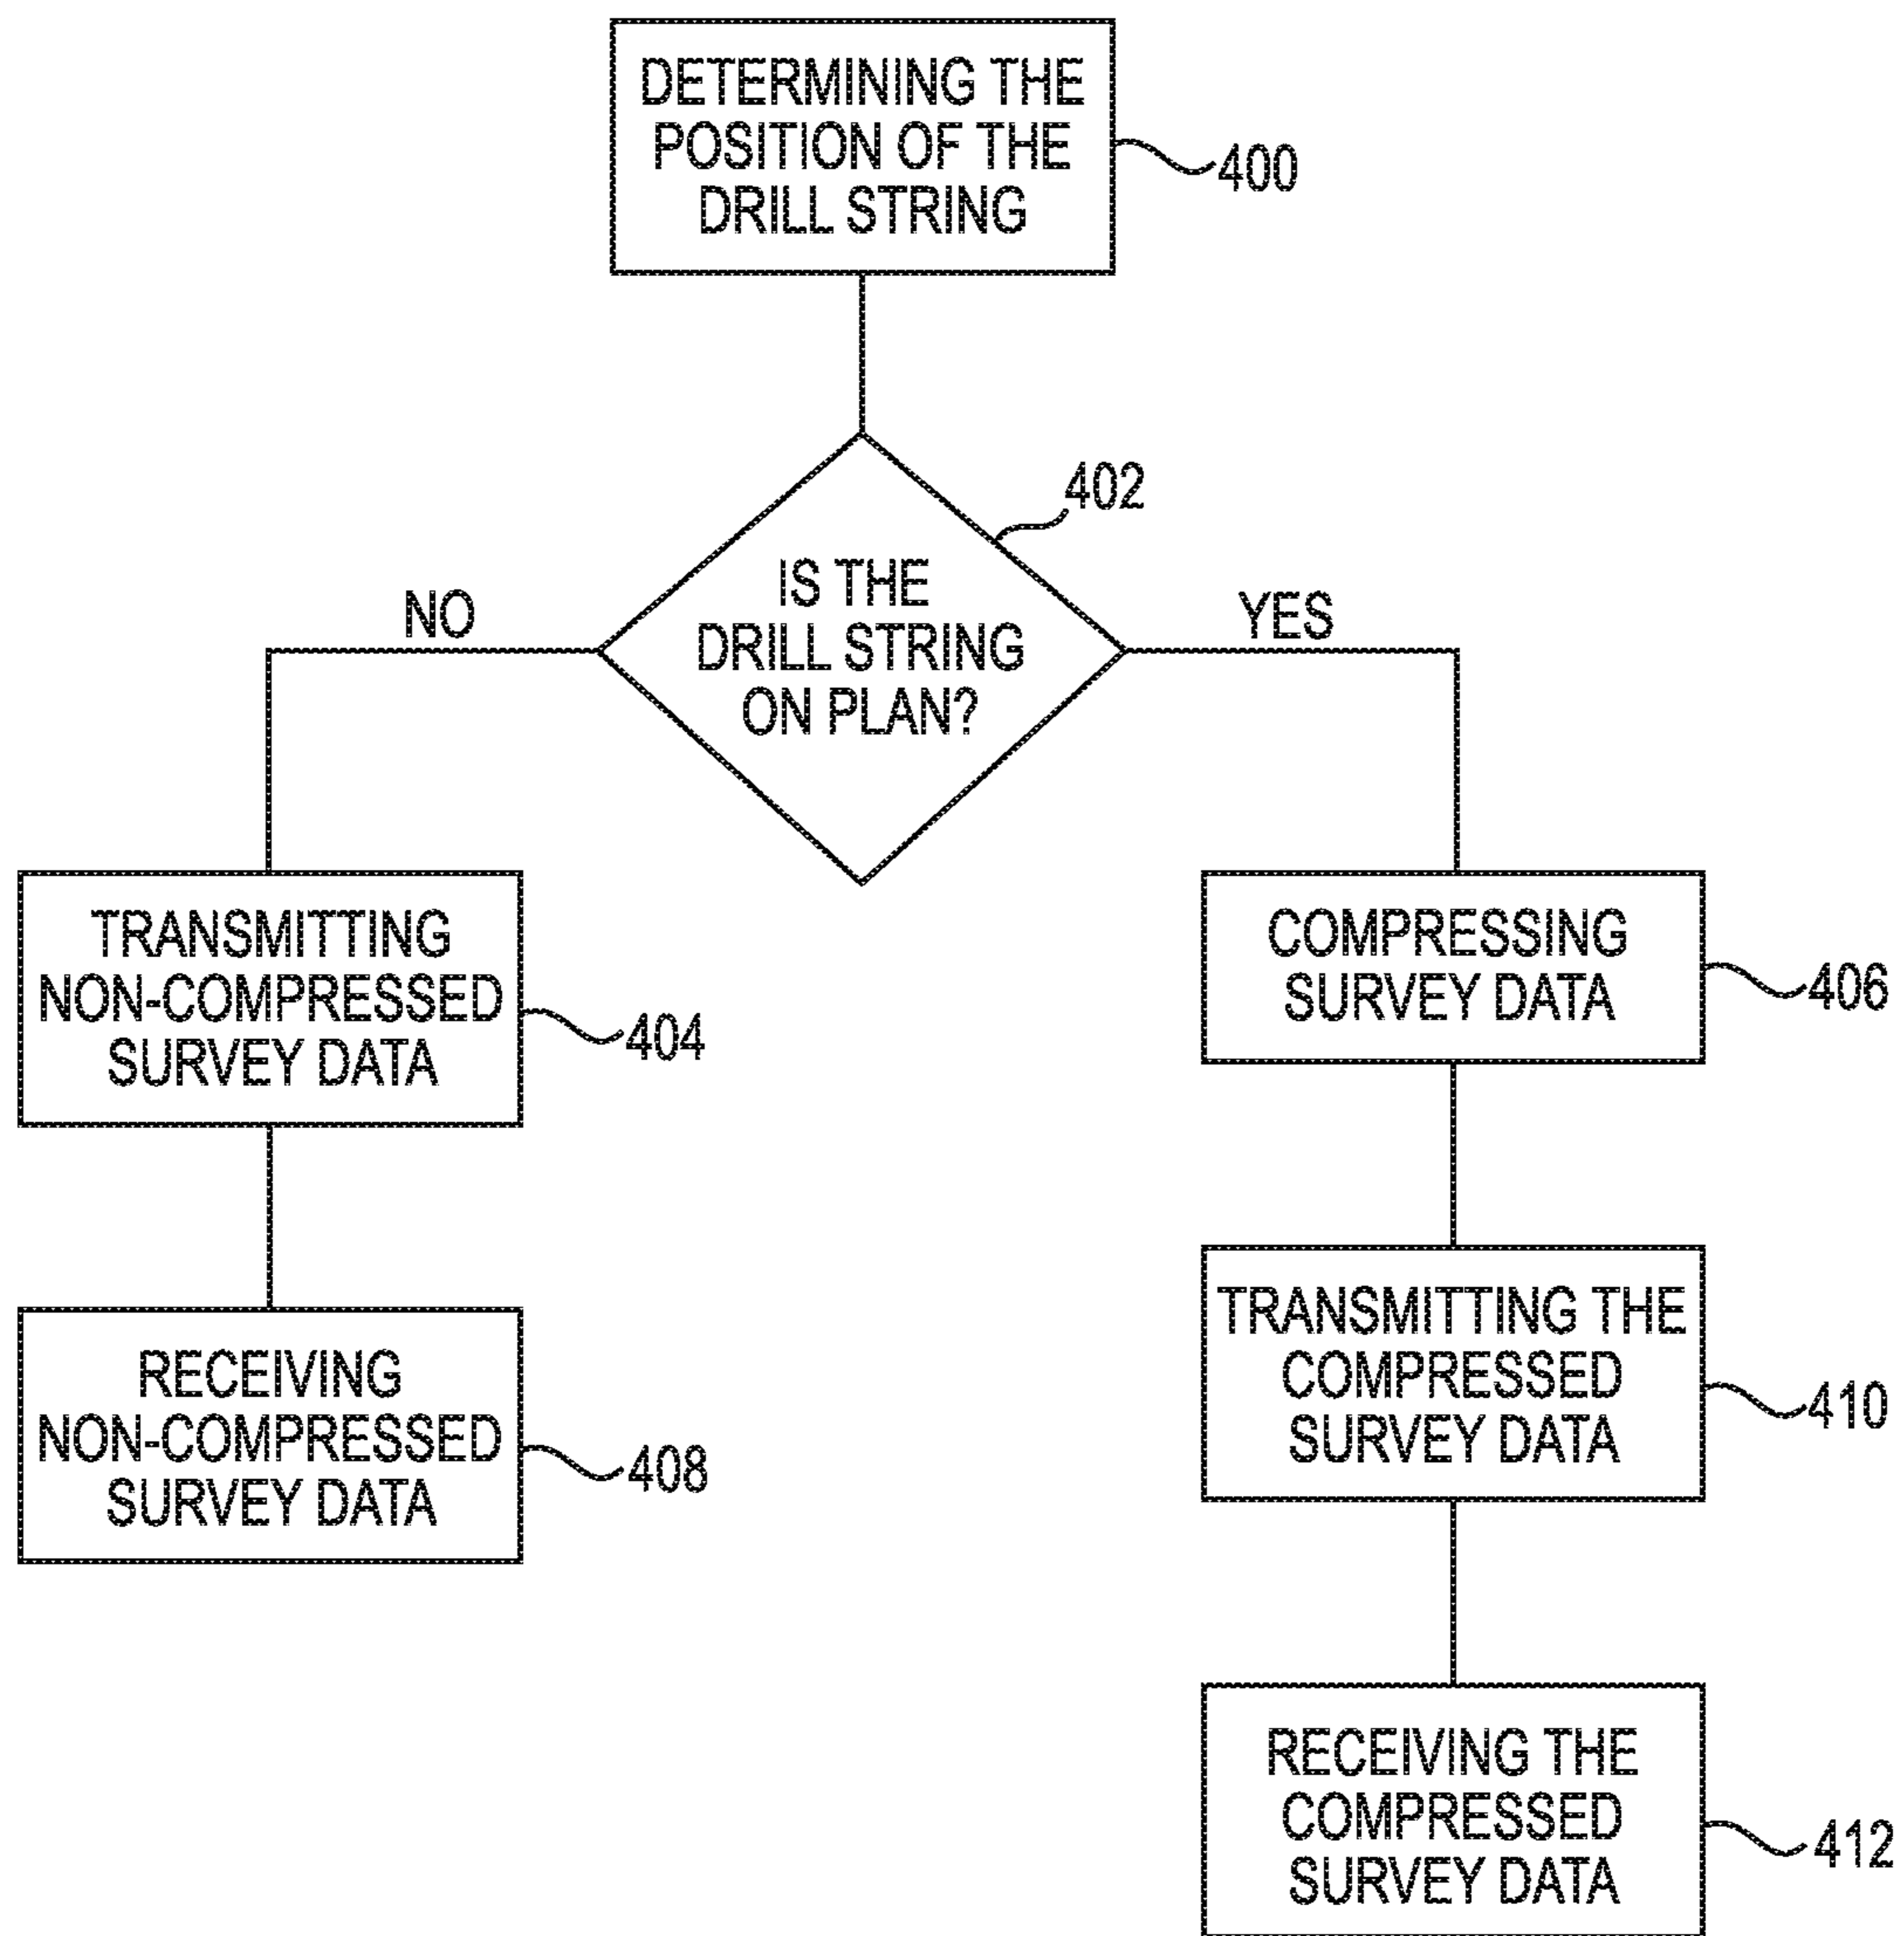 DETERMINING THE
POSITION OF THE
DRILL STRING
400
402
IS THE
DRILL STRING
ON PLAN?
NO
YES
TRANSMITTING
NON-COMPRESSED
SURVEY DATA
404
COMPRESSING
SURVEY DATA
406
RECEIVING
NON-COMPRESSED
SURVEY DATA
408
TRANSMITTING THE
COMPRESSED
SURVEY DATA
410
RECEIVING THE
COMPRESSED
SURVEY DATA
412